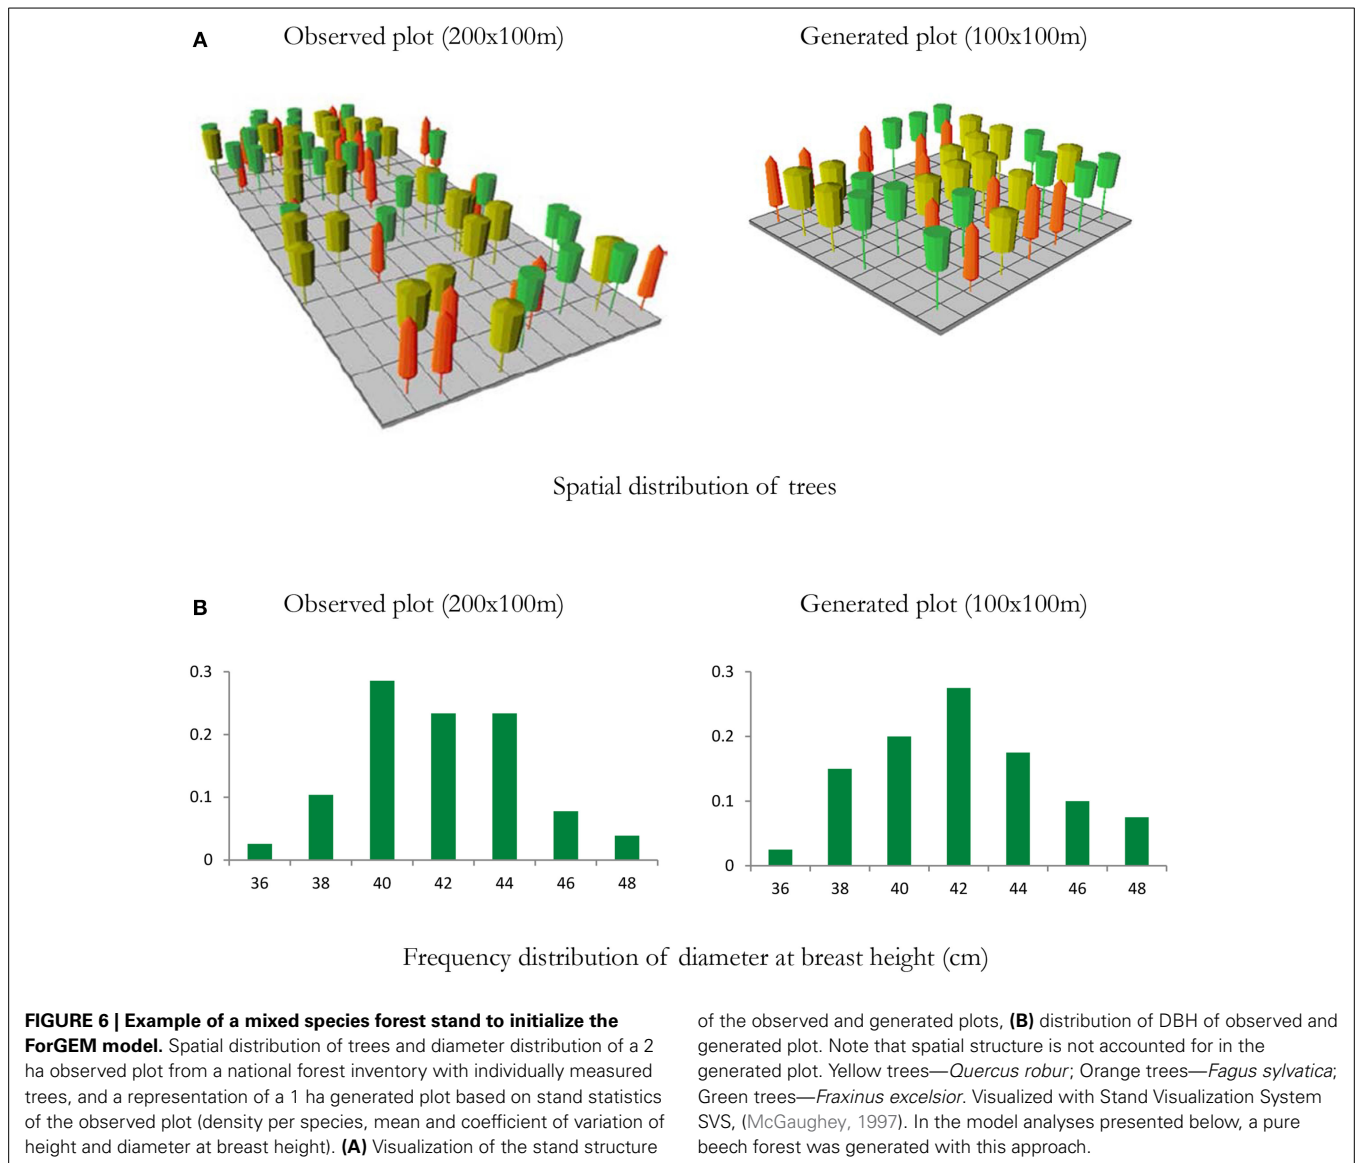 A
Observed plot (200x100m)
Generated plot (100x100m)
Spatial distribution of trees
B
Observed plot (200x100m)
Generated plot (100x100m)
0.3
0.2
0.1
0
36 38 40 42 44 46 48
0.3
0.2
0.1
0
36 38 40 42 44 46 48
Frequency distribution of diameter at breast height (cm)
FIGURE 6 | Example of a mixed species forest stand to initialize the
ForGEM model. Spatial distribution of trees and diameter distribution of a 2
ha observed plot from a national forest inventory with individually measured
trees, and a representation of a 1 ha generated plot based on stand statistics
of the observed plot (density per species, mean and coefficient of variation of
height and diameter at breast height). (A) Visualization of the stand structure
of the observed and generated plots, (B) distribution of DBH of observed and
generated plot. Note that spatial structure is not accounted for in the
generated plot. Yellow trees—Quercus robur; Orange trees—Fagus sylvatica;
Green trees—Fraxinus excelsior. Visualized with Stand Visualization System
SVS, (McGaughey, 1997). In the model analyses presented below, a pure
beech forest was generated with this approach.